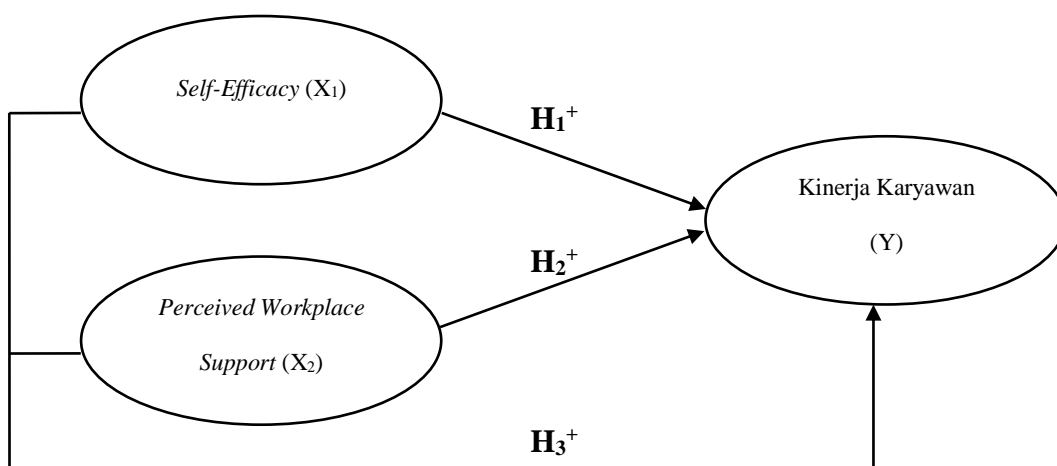 Self-Efficacy (X₁)
H₁⁺
Kinerja Karyawan
(Y)
H₂⁺
Perceived Workplace
Support (X₂)
H₃⁺